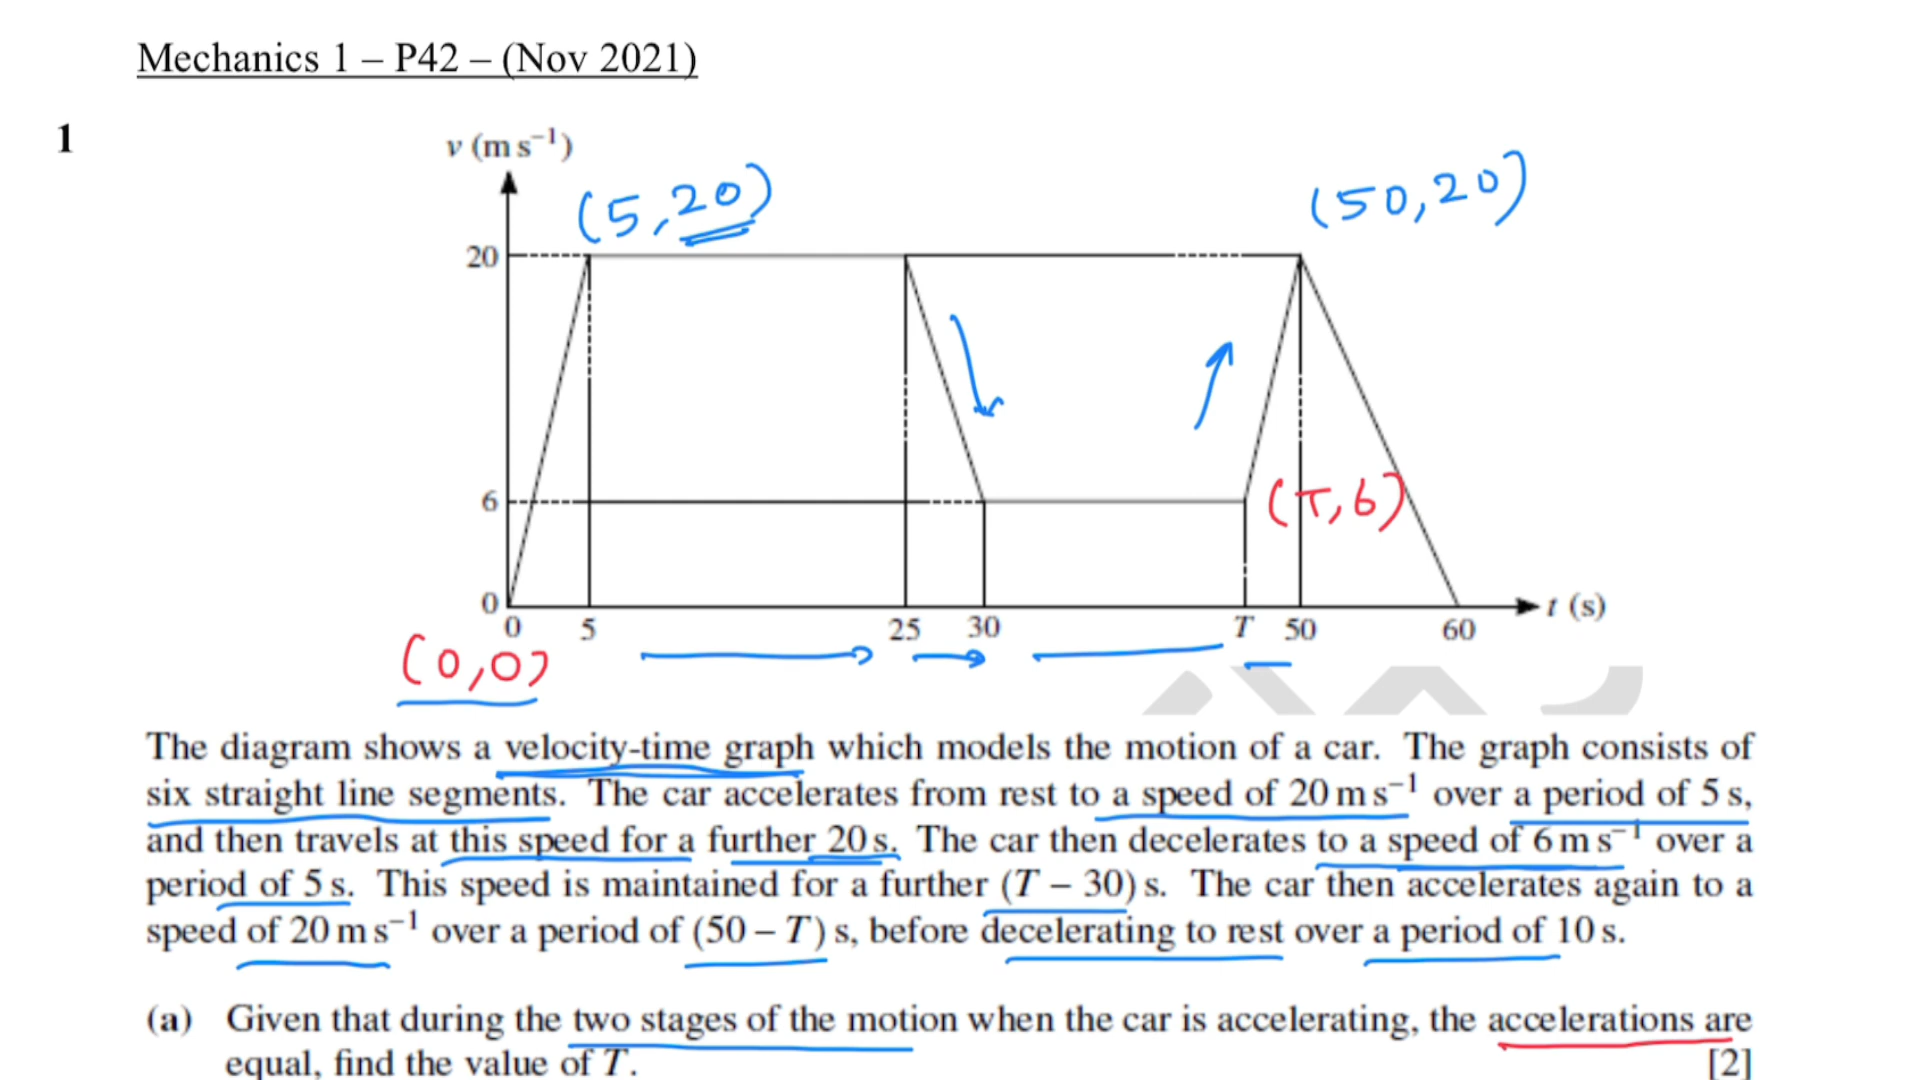 Mechanics 1 – P42 – (Nov 2021)
1
v (m s⁻¹)
(5,20)
(50,20)
20
6
(T,6)
0
0 5 25 30 T 50 60 t (s)
(0,0)
The diagram shows a velocity-time graph which models the motion of a car. The graph consists of
six straight line segments. The car accelerates from rest to a speed of 20 m s⁻¹ over a period of 5 s,
and then travels at this speed for a further 20 s. The car then decelerates to a speed of 6 m s⁻¹ over a
period of 5 s. This speed is maintained for a further (T – 30) s. The car then accelerates again to a
speed of 20 m s⁻¹ over a period of (50 – T) s, before decelerating to rest over a period of 10 s.
(a) Given that during the two stages of the motion when the car is accelerating, the accelerations are
equal, find the value of T. [2]